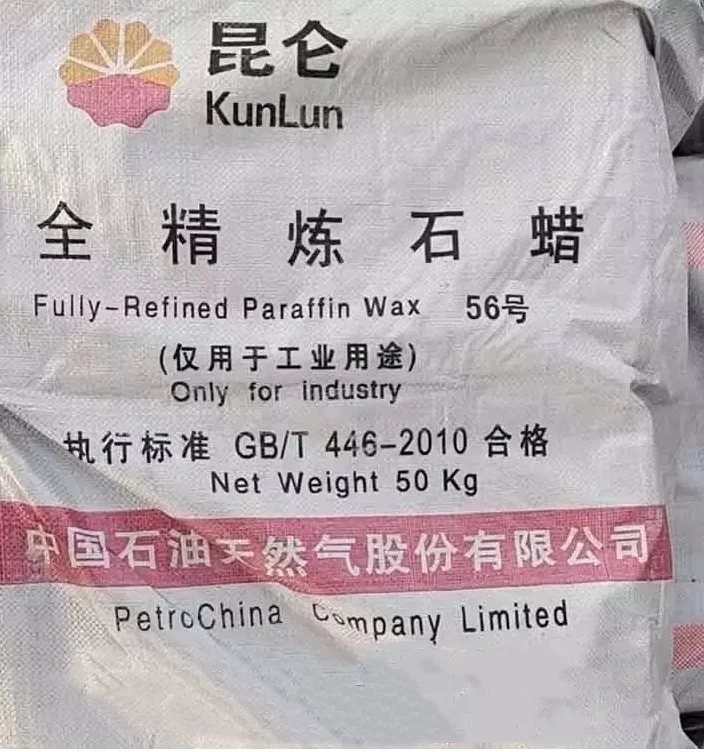 昆仑
KunLun
全精炼石蜡
Fully-Refined Paraffin Wax 56号
(仅用于工业用途)
Only for industry
执行标准 GB/T 446-2010 合格
Net Weight 50 Kg
中国石油天然气股份有限公司
PetroChina Company Limited